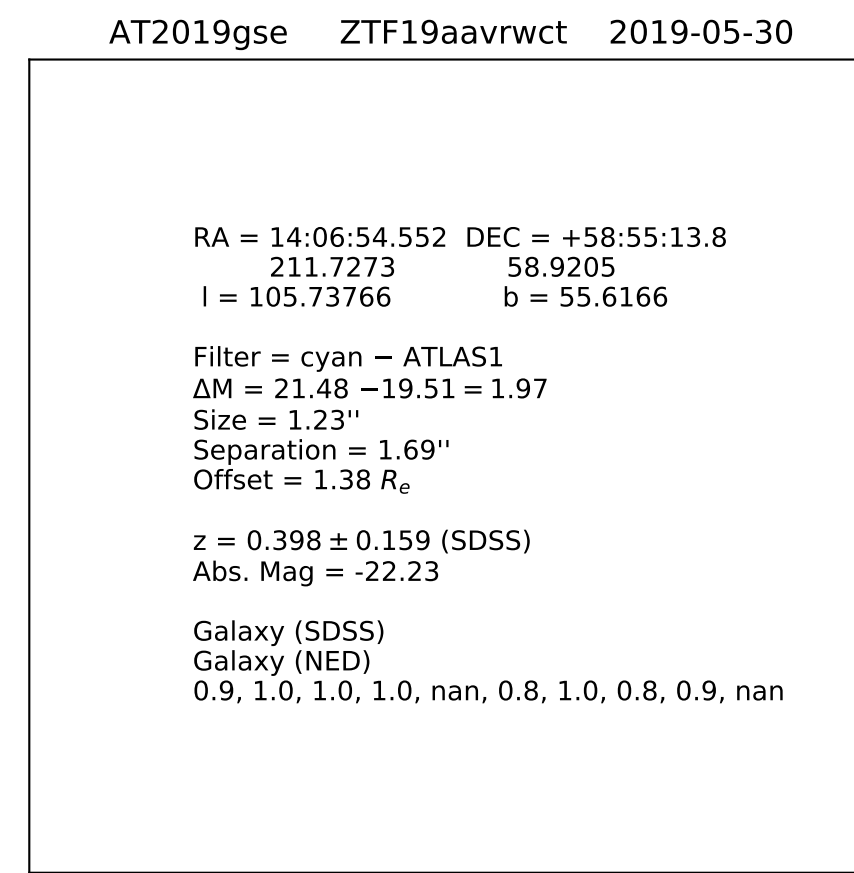 AT2019gse ZTF19aavrwct 2019-05-30
RA = 14:06:54.552 DEC = +58:55:13.8
211.7273 58.9205
l = 105.73766 b = 55.6166
Filter = cyan − ATLAS1
ΔM = 21.48 −19.51 = 1.97
Size = 1.23''
Separation = 1.69''
Offset = 1.38 Rₑ
z = 0.398 ± 0.159 (SDSS)
Abs. Mag = -22.23
Galaxy (SDSS)
Galaxy (NED)
0.9, 1.0, 1.0, 1.0, nan, 0.8, 1.0, 0.8, 0.9, nan